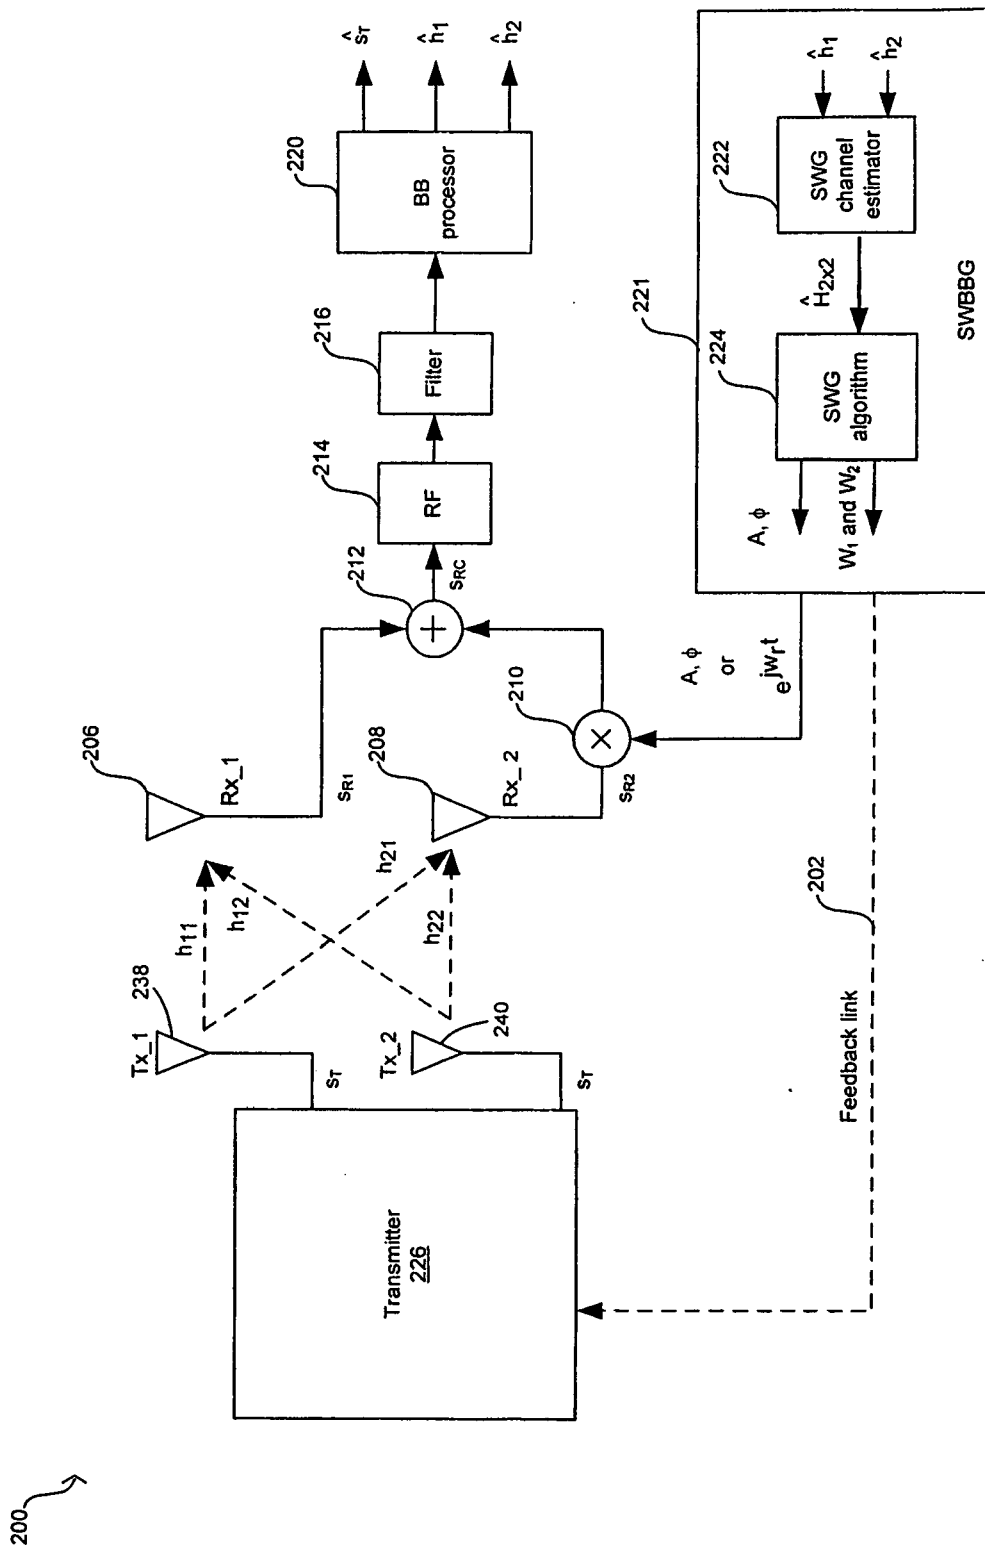 200
Transmitter
226
Tx_1
238
Tx_2
240
sT
sT
h11
h12
h21
h22
206
Rx_1
sR1
208
Rx_2
sR2
210
×
212
+
sRC
214
RF
216
Filter
220
BB
processor
ŝT
ĥ1
ĥ2
A, ϕ
or
e^jwrt
221
A, ϕ
W1 and W2
224
SWG
algorithm
Ĥ2x2
222
SWG
channel
estimator
ĥ1
ĥ2
SWBBG
202
Feedback link